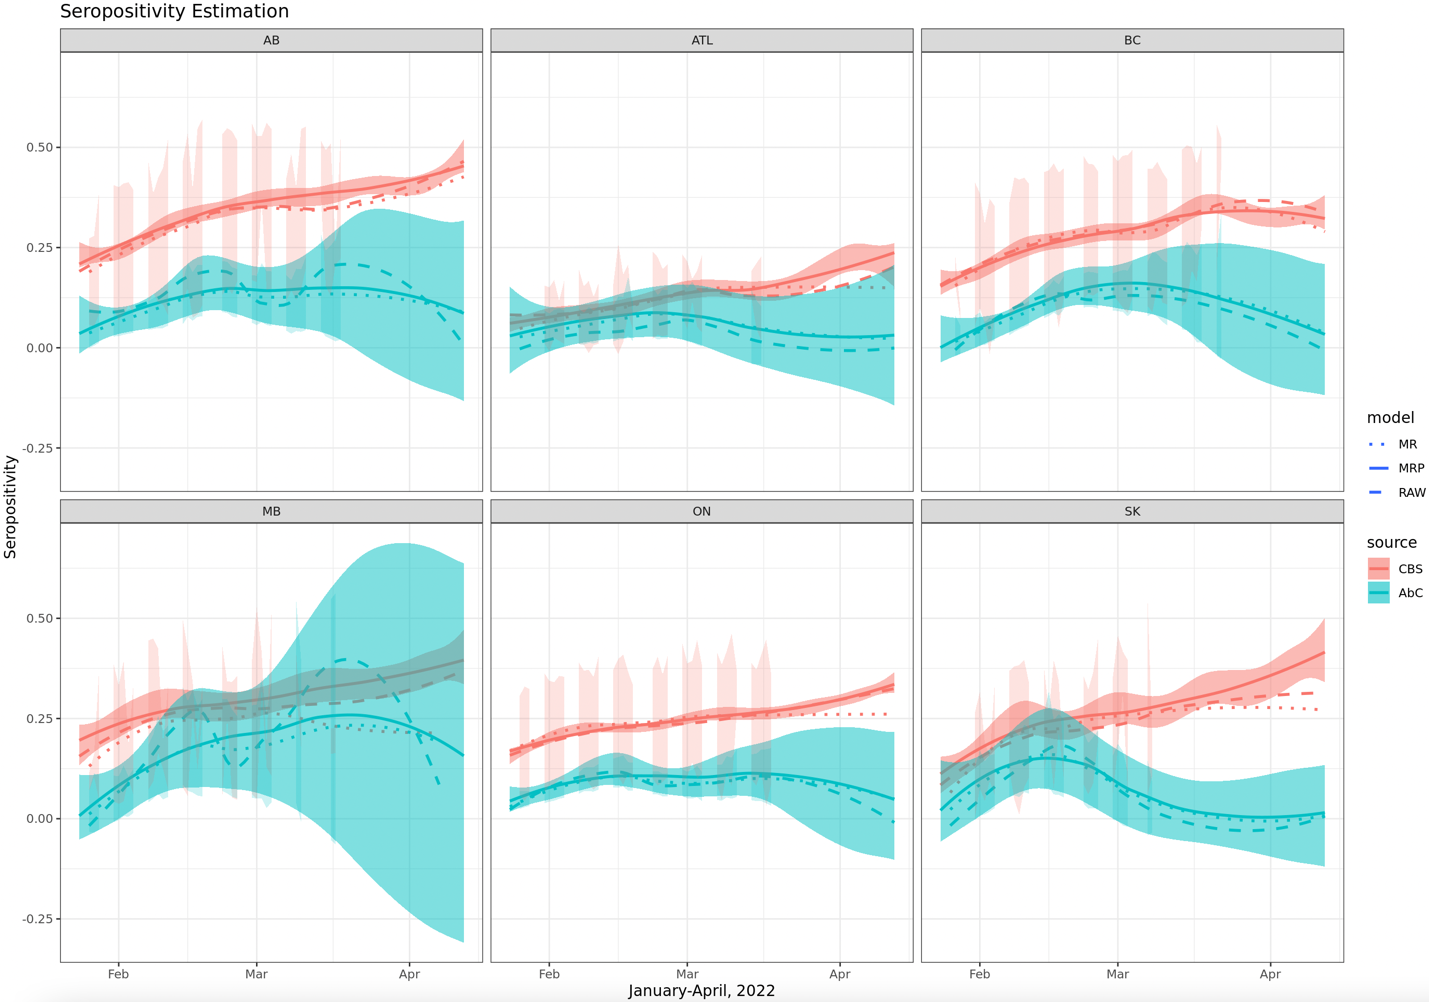 Seropositivity Estimation
AB
ATL
BC
0.50
0.25
0.00
-0.25
MB
ON
SK
0.50
0.25
0.00
-0.25
Feb
Mar
Apr
Feb
Mar
Apr
Feb
Mar
Apr
January-April, 2022
Seropositivity
model
MR
MRP
RAW
source
CBS
AbC